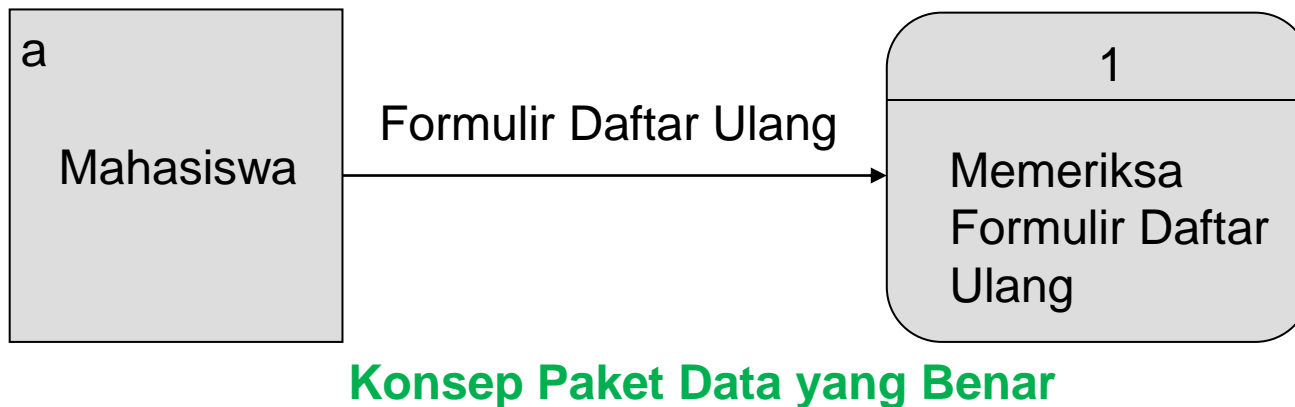 a
Mahasiswa
Formulir Daftar Ulang
1
Memeriksa
Formulir Daftar
Ulang
Konsep Paket Data yang Benar